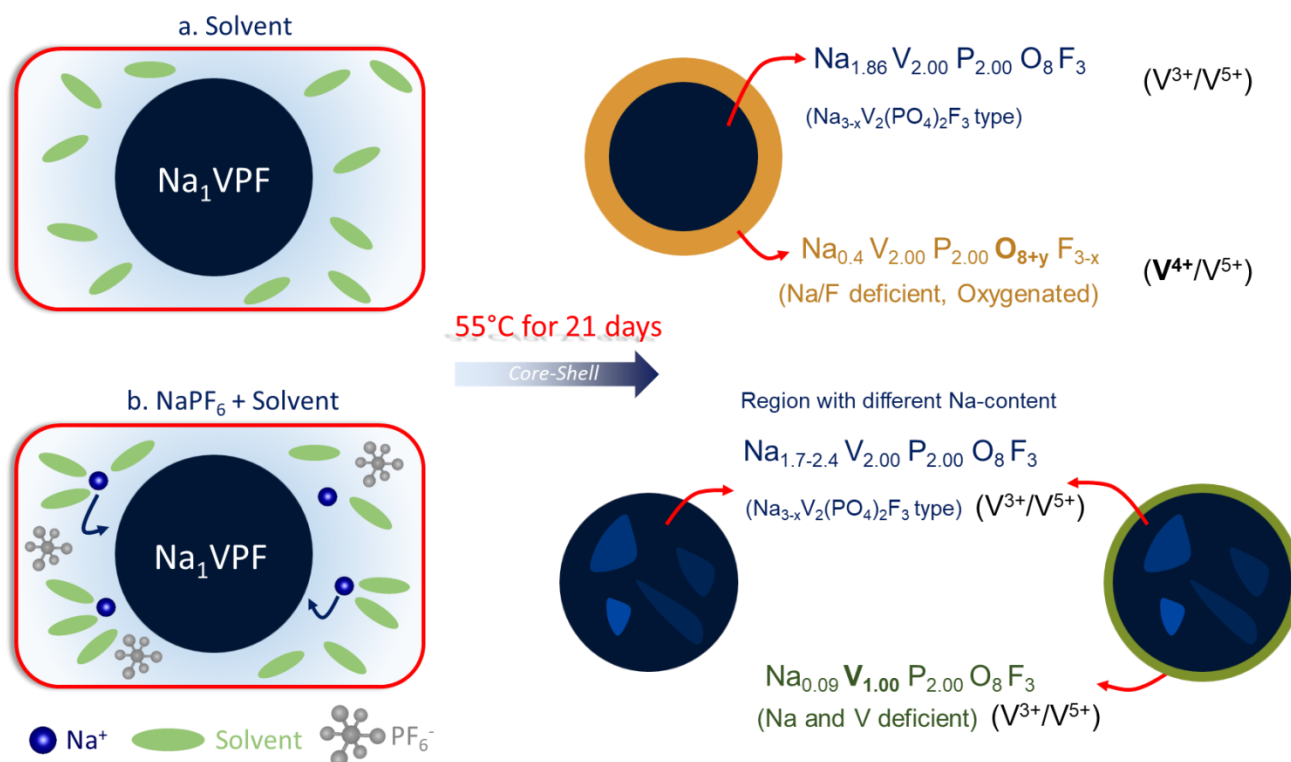 a. Solvent
Na₁VPF
Na₁.₈₆ V₂.₀₀ P₂.₀₀ O₈ F₃ (V³⁺/V⁵⁺)
(Na₃₋ₓV₂(PO₄)₂F₃ type)
Na₀.₄ V₂.₀₀ P₂.₀₀ O₈₊y F₃₋ₓ (V⁴⁺/V⁵⁺)
(Na/F deficient, Oxygenated)
55°C for 21 days
Core-Shell
b. NaPF₆ + Solvent
Na₁VPF
Region with different Na-content
Na₁.₇₋₂.₄ V₂.₀₀ P₂.₀₀ O₈ F₃
(Na₃₋ₓV₂(PO₄)₂F₃ type) (V³⁺/V⁵⁺)
Na₀.₀₉ V₁.₀₀ P₂.₀₀ O₈ F₃
(Na and V deficient) (V³⁺/V⁵⁺)
Na⁺ Solvent PF₆⁻